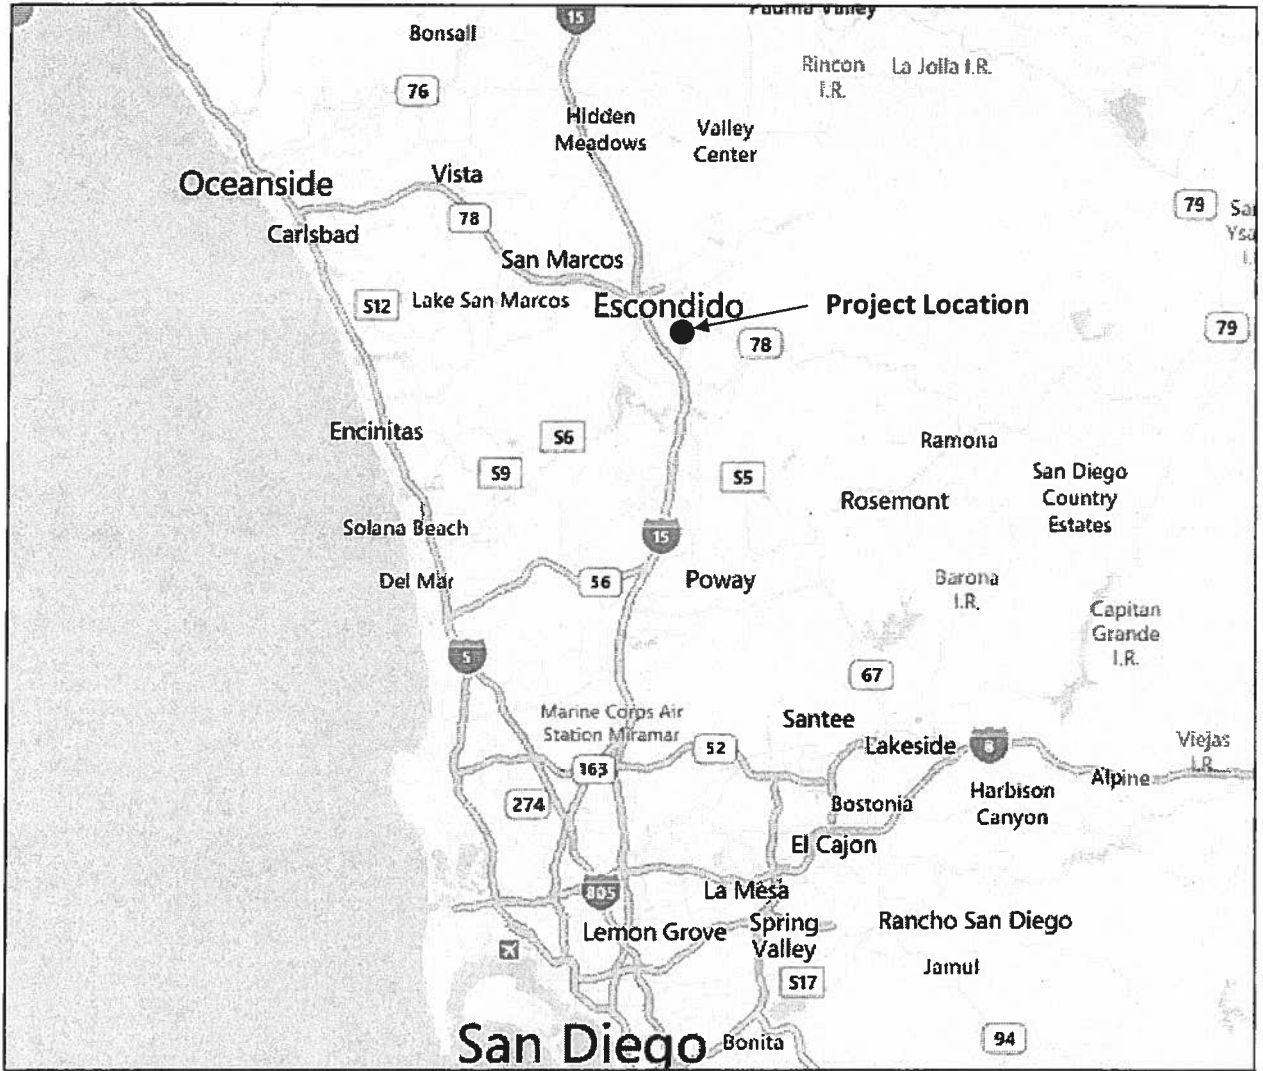 Pauma Valley
15
Bonsall
Rincon
I.R.
La Jolla I.R.
76
Hidden
Meadows
Valley
Center
Vista
Oceanside
78
79
Carlsbad
San Marcos
S12
Lake San Marcos
Escondido
Project Location
78
79
Encinitas
S6
Ramona
S9
S5
San Diego
Country
Estates
Rosemont
Solana Beach
15
Del Mar
56
Poway
Barona
I.R.
Capitan
Grande
I.R.
5
67
Marine Corps Air
Station Miramar
Santee
52
Lakeside
8
Viejas
I.R.
163
Alpine
274
Bostonia
Harbison
Canyon
El Cajon
805
La Mesa
Lemon Grove
Spring
Valley
Rancho San Diego
Jamul
S17
San Diego
Bonita
94